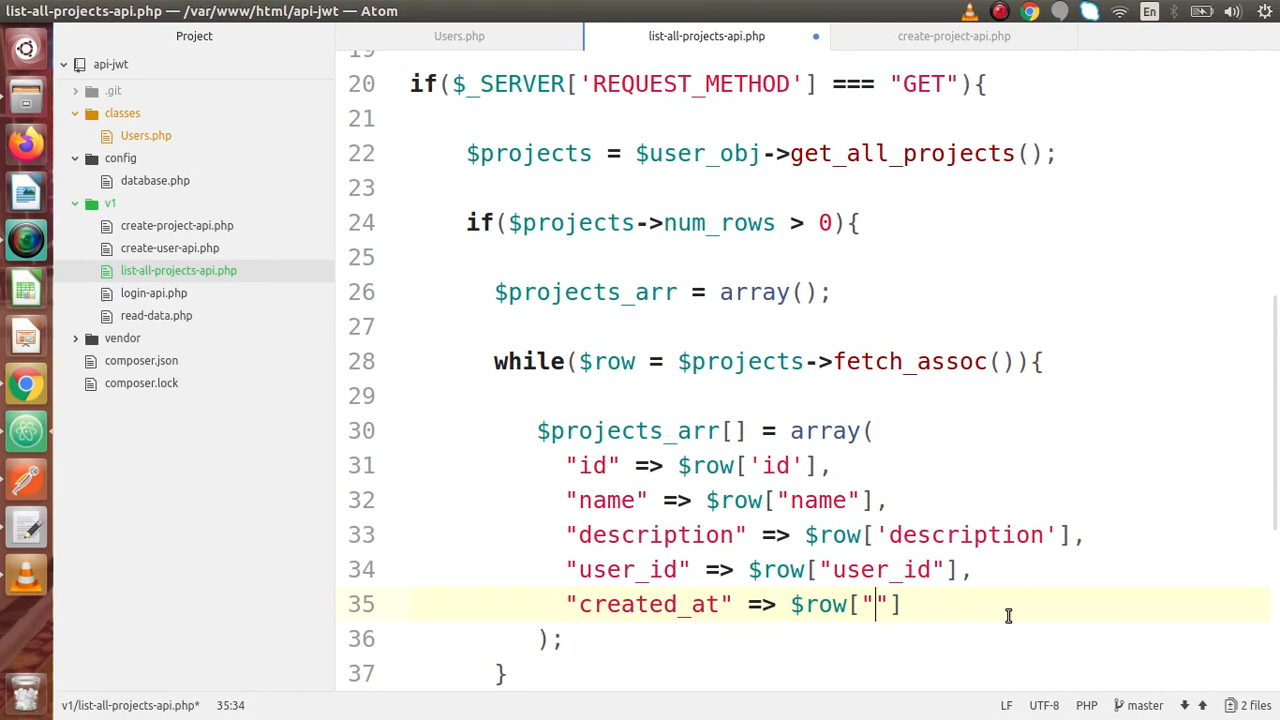 list-all-projects-api.php — /var/www/html/api-jwt — Atom
En
Project
Users.php
list-all-projects-api.php
create-project-api.php
api-jwt
.git
classes
Users.php
config
database.php
v1
create-project-api.php
create-user-api.php
list-all-projects-api.php
login-api.php
read-data.php
vendor
composer.json
composer.lock
19
20 if($_SERVER['REQUEST_METHOD'] === "GET"){
21
22 $projects = $user_obj->get_all_projects();
23
24 if($projects->num_rows > 0){
25
26 $projects_arr = array();
27
28 while($row = $projects->fetch_assoc()){
29
30 $projects_arr[] = array(
31 "id" => $row['id'],
32 "name" => $row["name"],
33 "description" => $row['description'],
34 "user_id" => $row["user_id"],
35 "created_at" => $row[""]
36 );
37 }
v1/list-all-projects-api.php* 35:34
LF UTF-8 PHP master 2 files